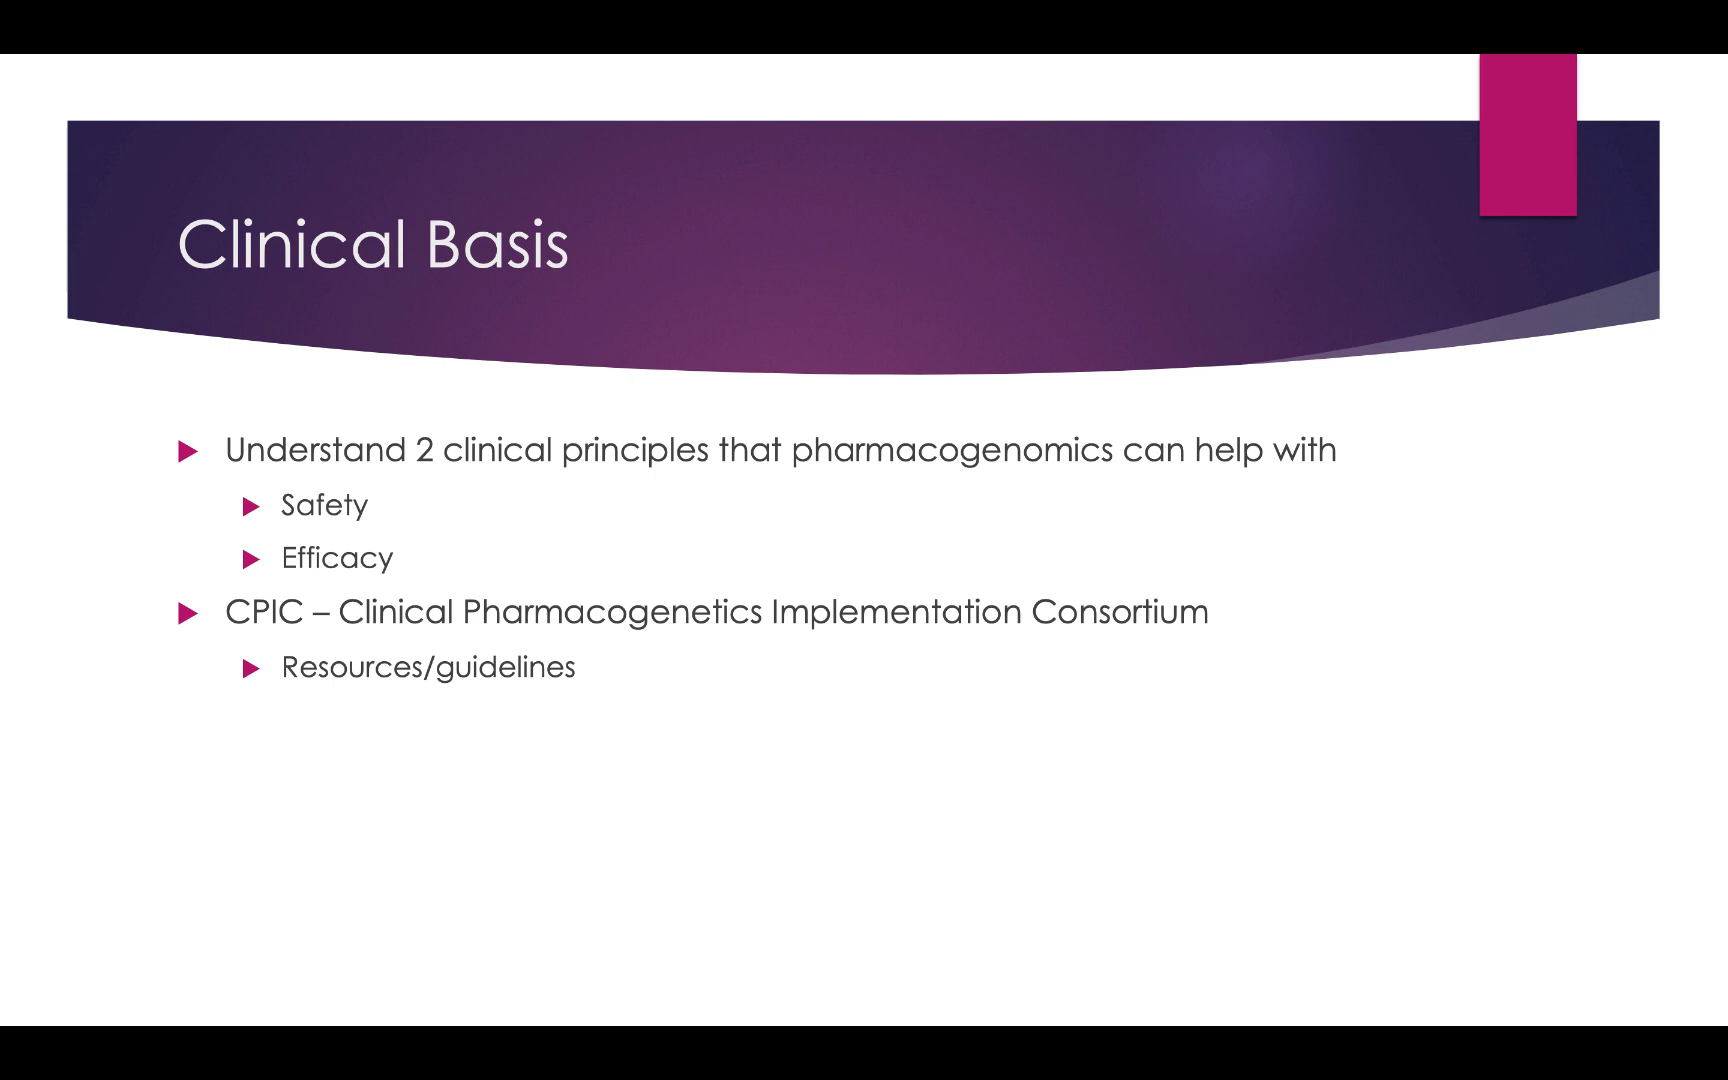 Clinical Basis
Understand 2 clinical principles that pharmacogenomics can help with
Safety
Efficacy
CPIC – Clinical Pharmacogenetics Implementation Consortium
Resources/guidelines